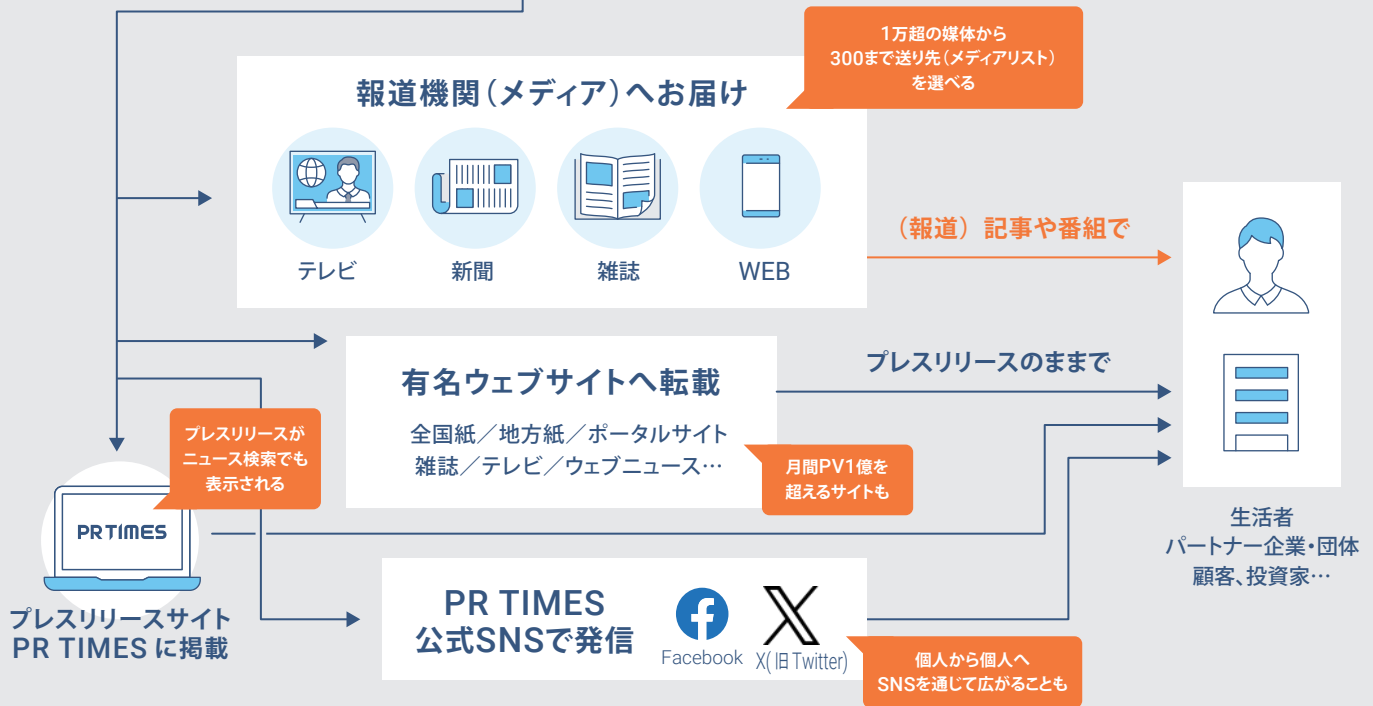 1万超の媒体から
300まで送り先（メディアリスト）
を選べる
報道機関（メディア）へお届け
テレビ
新聞
雑誌
WEB
（報道）記事や番組で
有名ウェブサイトへ転載
全国紙／地方紙／ポータルサイト
雑誌／テレビ／ウェブニュース…
プレスリリースのままで
月間PV1億を
超えるサイトも
プレスリリースが
ニュース検索でも
表示される
PR TIMES
プレスリリースサイト
PR TIMES に掲載
PR TIMES
公式SNSで発信
Facebook
X(旧Twitter)
個人から個人へ
SNSを通じて広がることも
生活者
パートナー企業・団体
顧客、投資家…